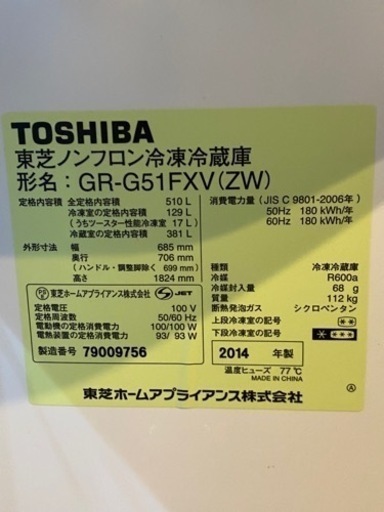 TOSHIBA
東芝ノンフロン冷凍冷蔵庫
形名：GR-G51FXV(ZW)
定格内容積 全定格内容積 510 L
冷凍室の定格内容積 129 L
(うちツースター性能冷凍室 17 L)
冷蔵室の定格内容積 381 L
外形寸法 幅 685 mm
奥行 706 mm
(ハンドル・調整脚除く 699 mm)
高さ 1824 mm
東芝ホームアプライアンス株式会社 JET
定格電圧 100 V
定格周波数 50/60 Hz
電動機の定格消費電力 100/100 W
電熱装置の定格消費電力 93/ 93 W
製造番号 79009756
消費電力量 (JIS C 9801-2006年)
50Hz 180 kWh/年
60Hz 180 kWh/年
種類 冷凍冷蔵庫
冷媒 R600a
冷媒封入量 68 g
質量 112 kg
断熱発泡ガス シクロペンタン
上段冷凍室の記号
下段冷凍室の記号
2014 年製
温度ヒューズ 77℃
MADE IN CHINA
東芝ホームアプライアンス株式会社 Ⓐ